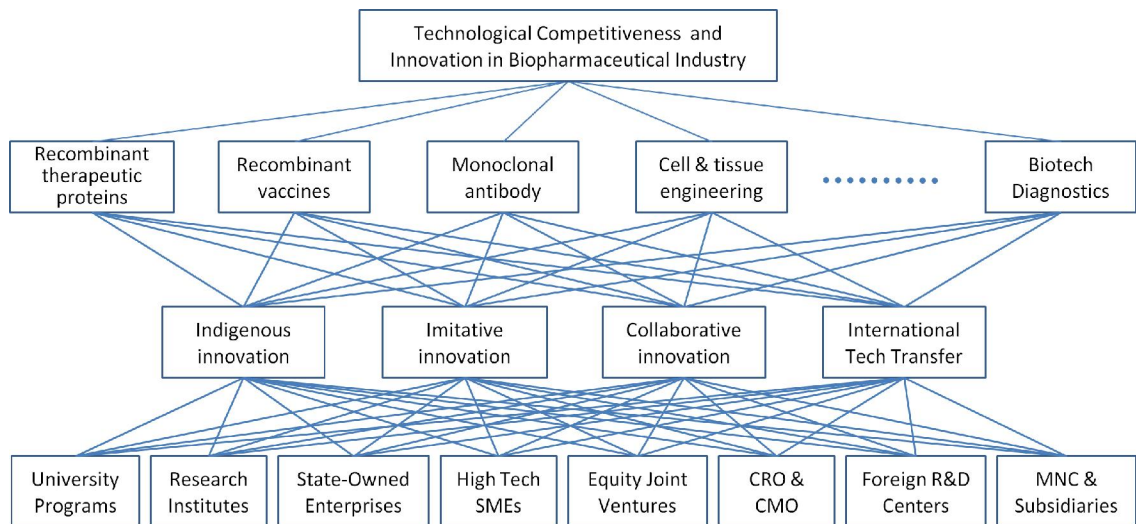 Technological Competitiveness and
Innovation in Biopharmaceutical Industry
Recombinant
therapeutic
proteins
Recombinant
vaccines
Monoclonal
antibody
Cell & tissue
engineering
Biotech
Diagnostics
Indigenous
innovation
Imitative
innovation
Collaborative
innovation
International
Tech Transfer
University
Programs
Research
Institutes
State-Owned
Enterprises
High Tech
SMEs
Equity Joint
Ventures
CRO &
CMO
Foreign R&D
Centers
MNC &
Subsidiaries